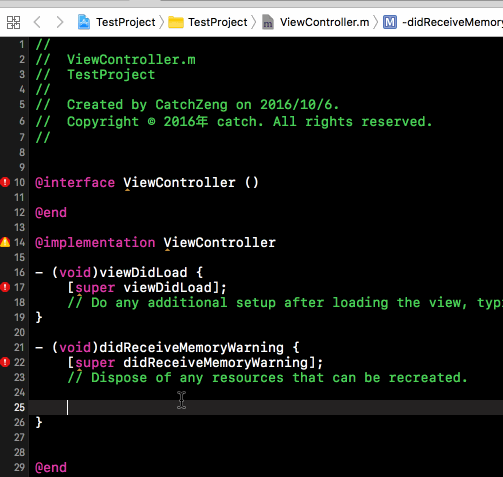 TestProject TestProject ViewController.m M -didReceiveMemory
1 //
2 // ViewController.m
3 // TestProject
4 //
5 // Created by CatchZeng on 2016/10/6.
6 // Copyright © 2016年 catch. All rights reserved.
7 //
8
9
10 @interface ViewController ()
11
12 @end
13
14 @implementation ViewController
15
16 - (void)viewDidLoad {
17 [super viewDidLoad];
18 // Do any additional setup after loading the view, typ
19 }
20
21 - (void)didReceiveMemoryWarning {
22 [super didReceiveMemoryWarning];
23 // Dispose of any resources that can be recreated.
24
25
26 }
27
28
29 @end